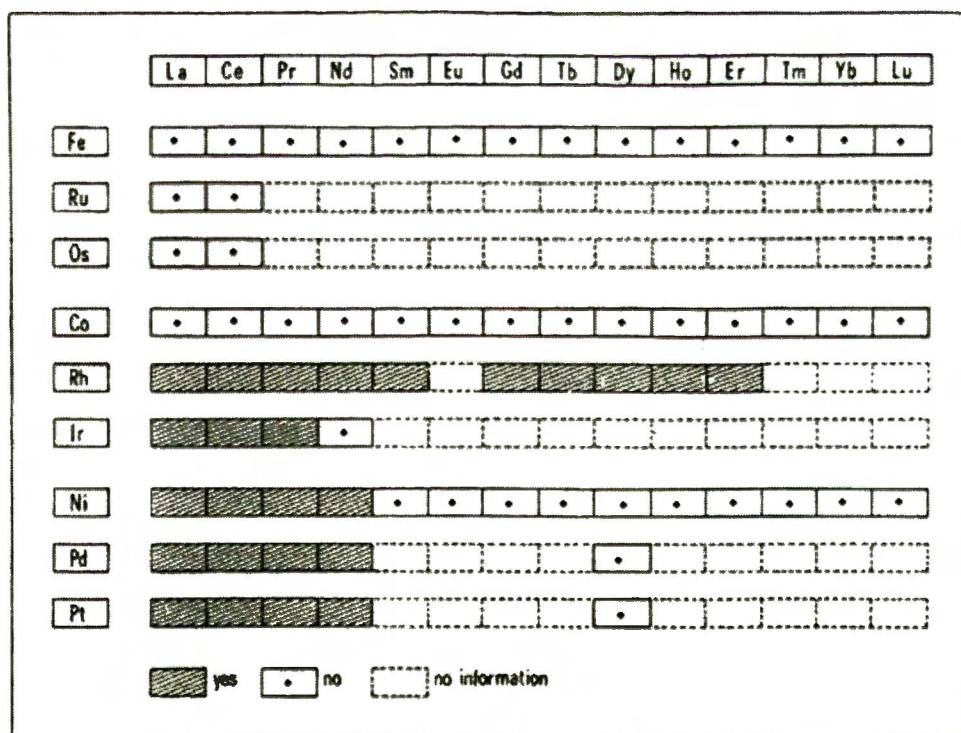 La Ce Pr Nd Sm Eu Gd Tb Dy Ho Er Tm Yb Lu
Fe
Ru
Os
Co
Rh
Ir
Ni
Pd
Pt
yes no no information